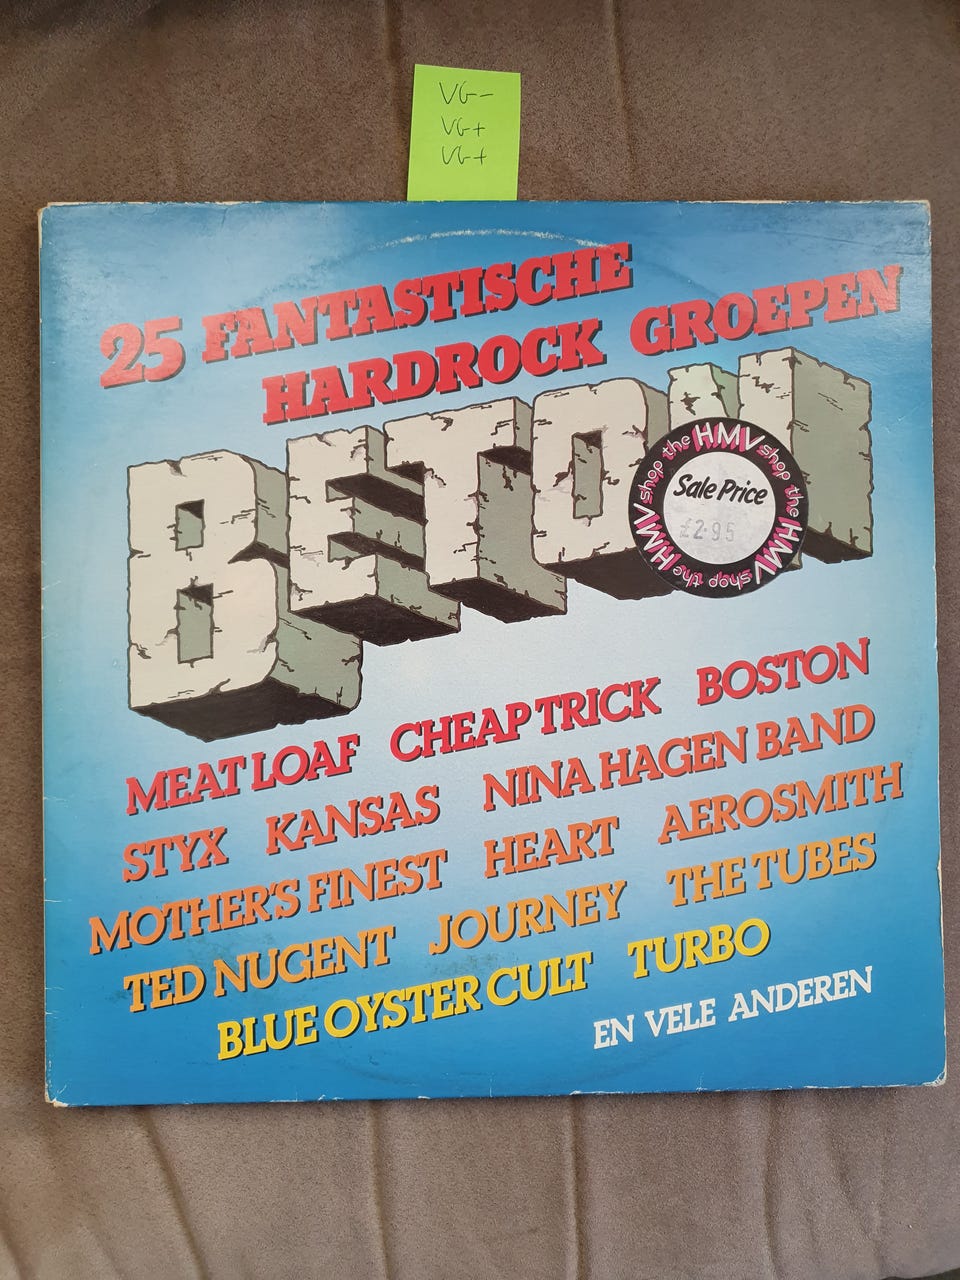 VG-
VG+
VG+
25 FANTASTISCHE
HARDROCK GROEPEN
BETON
the HMV shop the HMV shop the HMV shop
Sale Price
£2.95
MEAT LOAF CHEAP TRICK BOSTON
STYX KANSAS NINA HAGEN BAND
MOTHER'S FINEST HEART AEROSMITH
TED NUGENT JOURNEY THE TUBES
BLUE OYSTER CULT TURBO
EN VELE ANDEREN